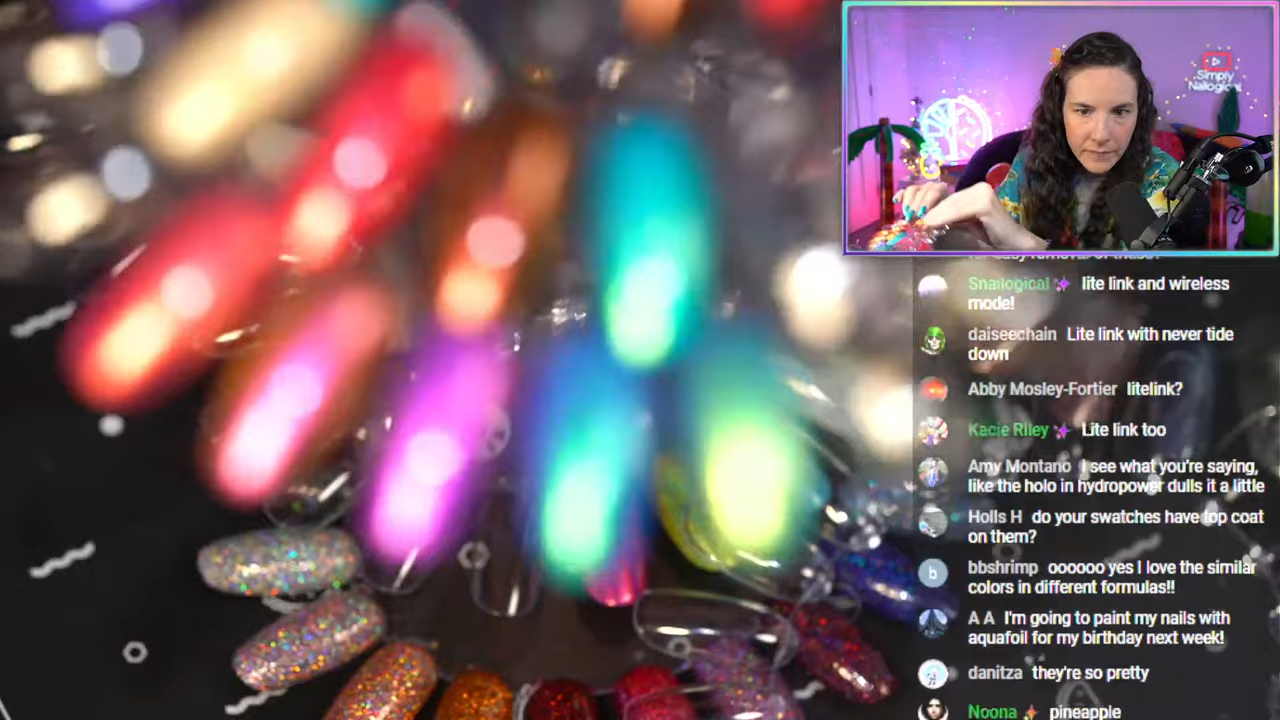 Simply
Nailogical
Snailogical lite link and wireless
mode!
daiseechain Lite link with never tide
down
Abby Mosley-Fortier litelink?
Kacie Riley Lite link too
Amy Montano I see what you're saying,
like the holo in hydropower dulls it a little
Holls H do your swatches have top coat
on them?
b
bbshrimp oooooo yes I love the similar
colors in different formulas!!
A A I'm going to paint my nails with
aquafoil for my birthday next week!
danitza they're so pretty
Noona pineapple